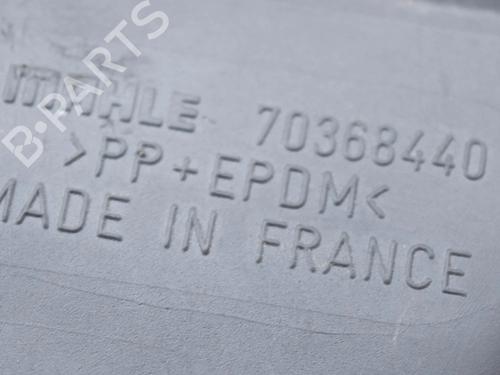 B-PARTS
MAHLE 70368440
>PP+EPDM<
MADE IN FRANCE